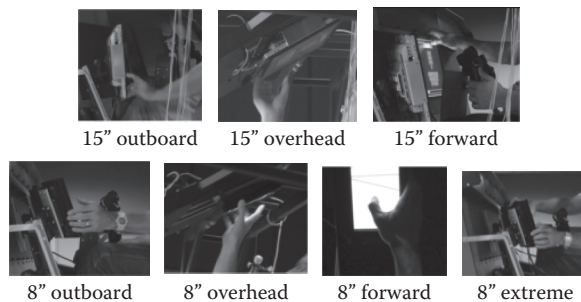 15” outboard 15” overhead 15” forward
8” outboard 8” overhead 8” forward 8” extreme